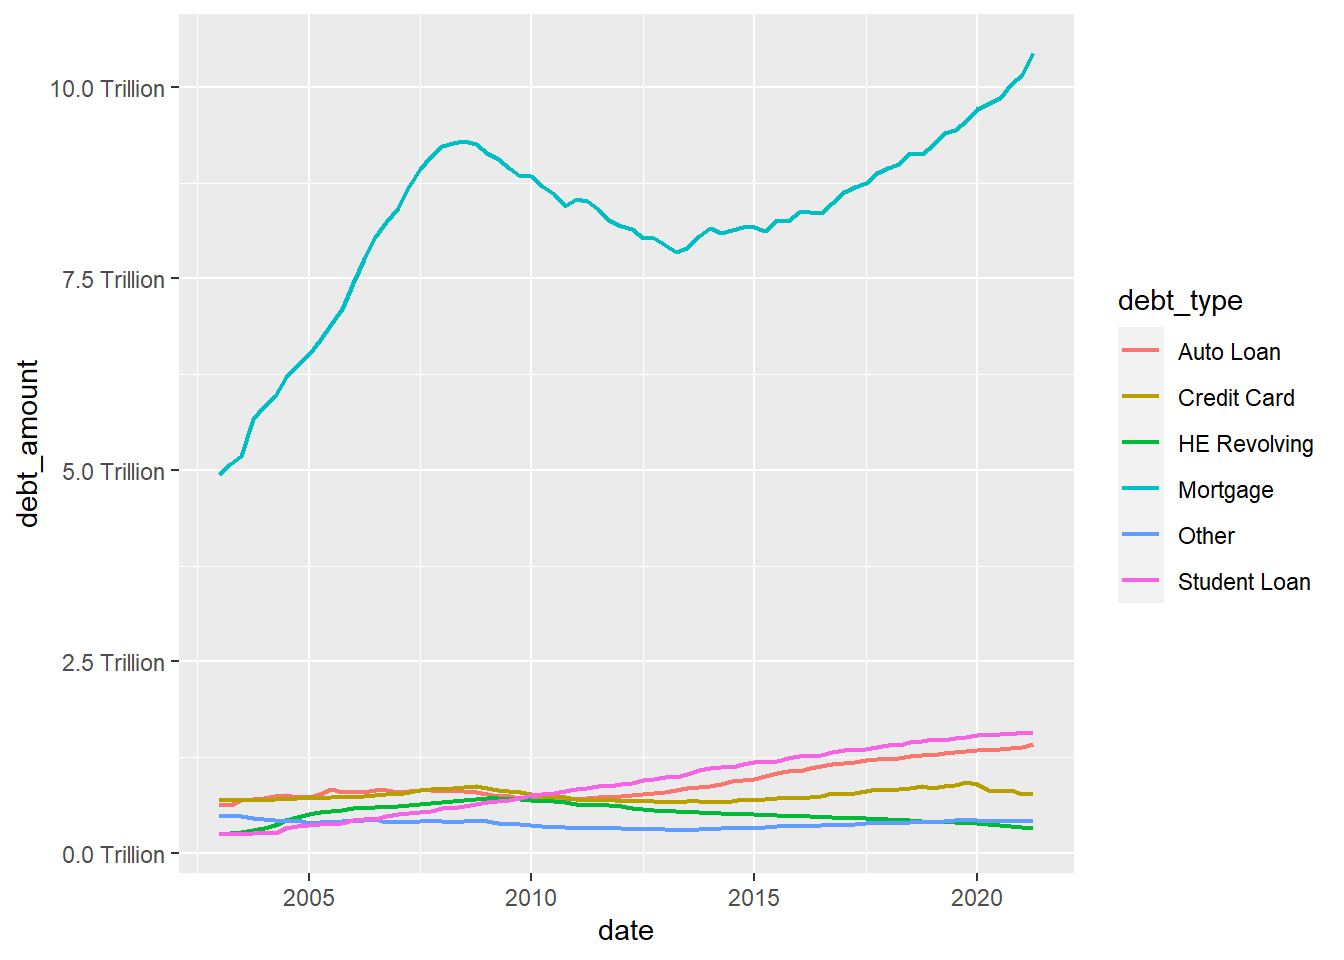 10.0 Trillion
7.5 Trillion
5.0 Trillion
2.5 Trillion
0.0 Trillion
debt_amount
2005 2010 2015 2020
date
debt_type
Auto Loan
Credit Card
HE Revolving
Mortgage
Other
Student Loan